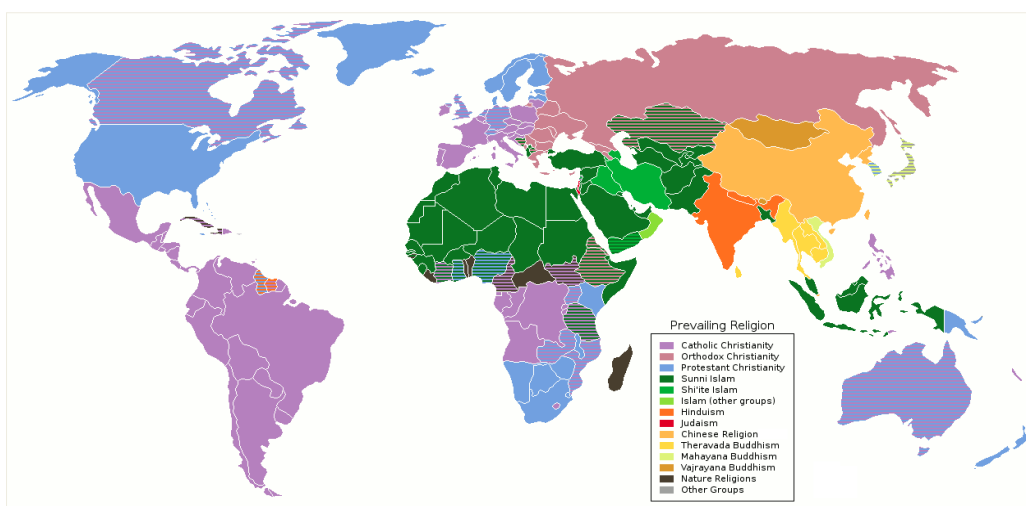 Prevailing Religion
Catholic Christianity
Orthodox Christianity
Protestant Christianity
Sunni Islam
Shi'ite Islam
Islam (other groups)
Hinduism
Judaism
Chinese Religion
Theravada Buddhism
Mahayana Buddhism
Vajrayana Buddhism
Nature Religions
Other Groups